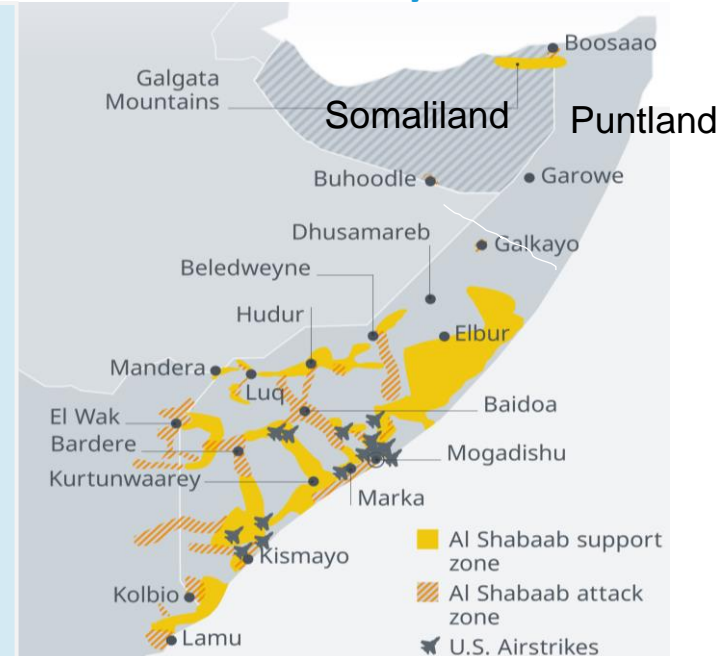 Boosaao
Galgata
Mountains
Somaliland
Puntland
Buhoodle
Garowe
Dhusamareb
Galkayo
Beledweyne
Hudur
Elbur
Mandera
Luq
Baidoa
El Wak
Bardere
Mogadishu
Kurtunwaarey
Marka
Al Shabaab support
zone
Kismayo
Al Shabaab attack
zone
Kolbio
Lamu
U.S. Airstrikes